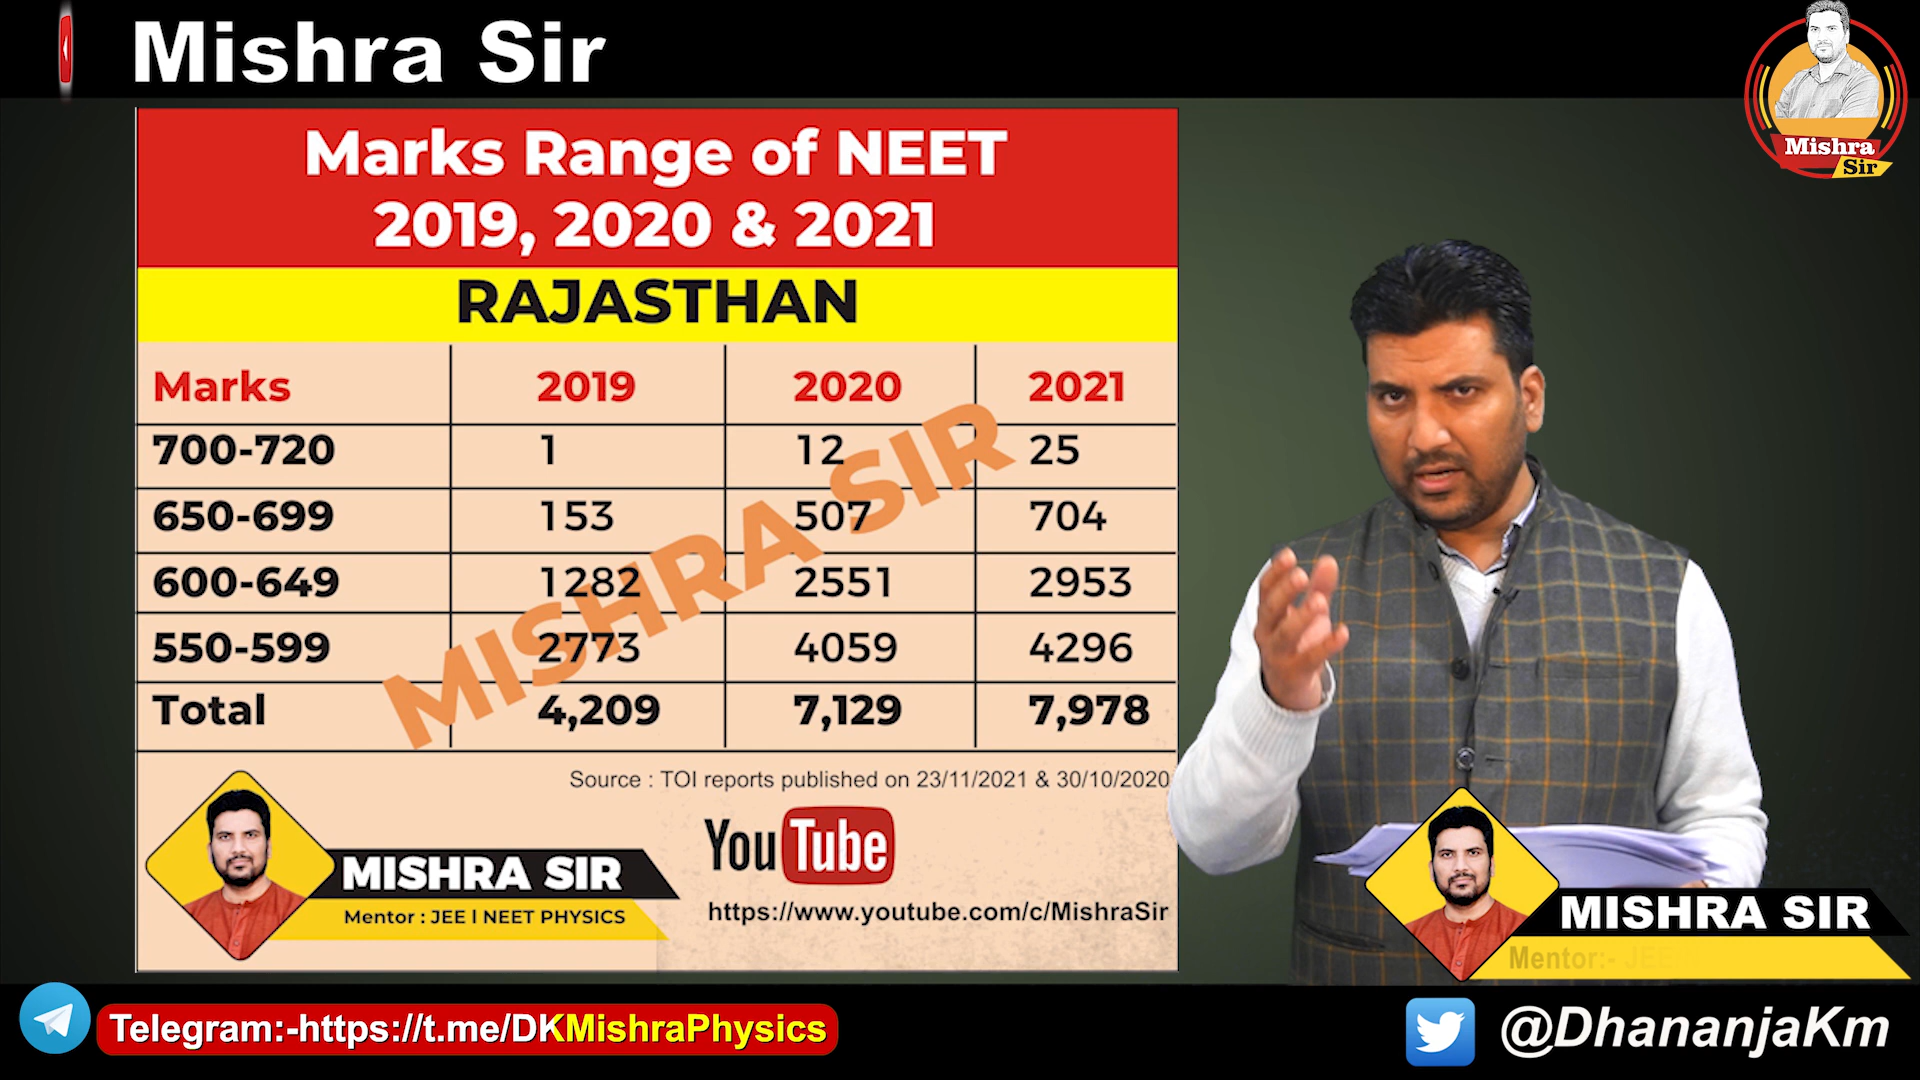 Mishra Sir
Mishra
Sir
Marks Range of NEET
2019, 2020 & 2021
RAJASTHAN
Marks 2019 2020 2021
700-720 1 12 25
650-699 153 507 704
600-649 1282 2551 2953
550-599 2773 4059 4296
Total 4,209 7,129 7,978
MISHRA SIR
Source : TOI reports published on 23/11/2021 & 30/10/2020
MISHRA SIR
Mentor : JEE I NEET PHYSICS
YouTube
https://www.youtube.com/c/MishraSir
MISHRA SIR
Mentor:- JEE
Telegram:-https://t.me/DKMishraPhysics
@DhananjaKm